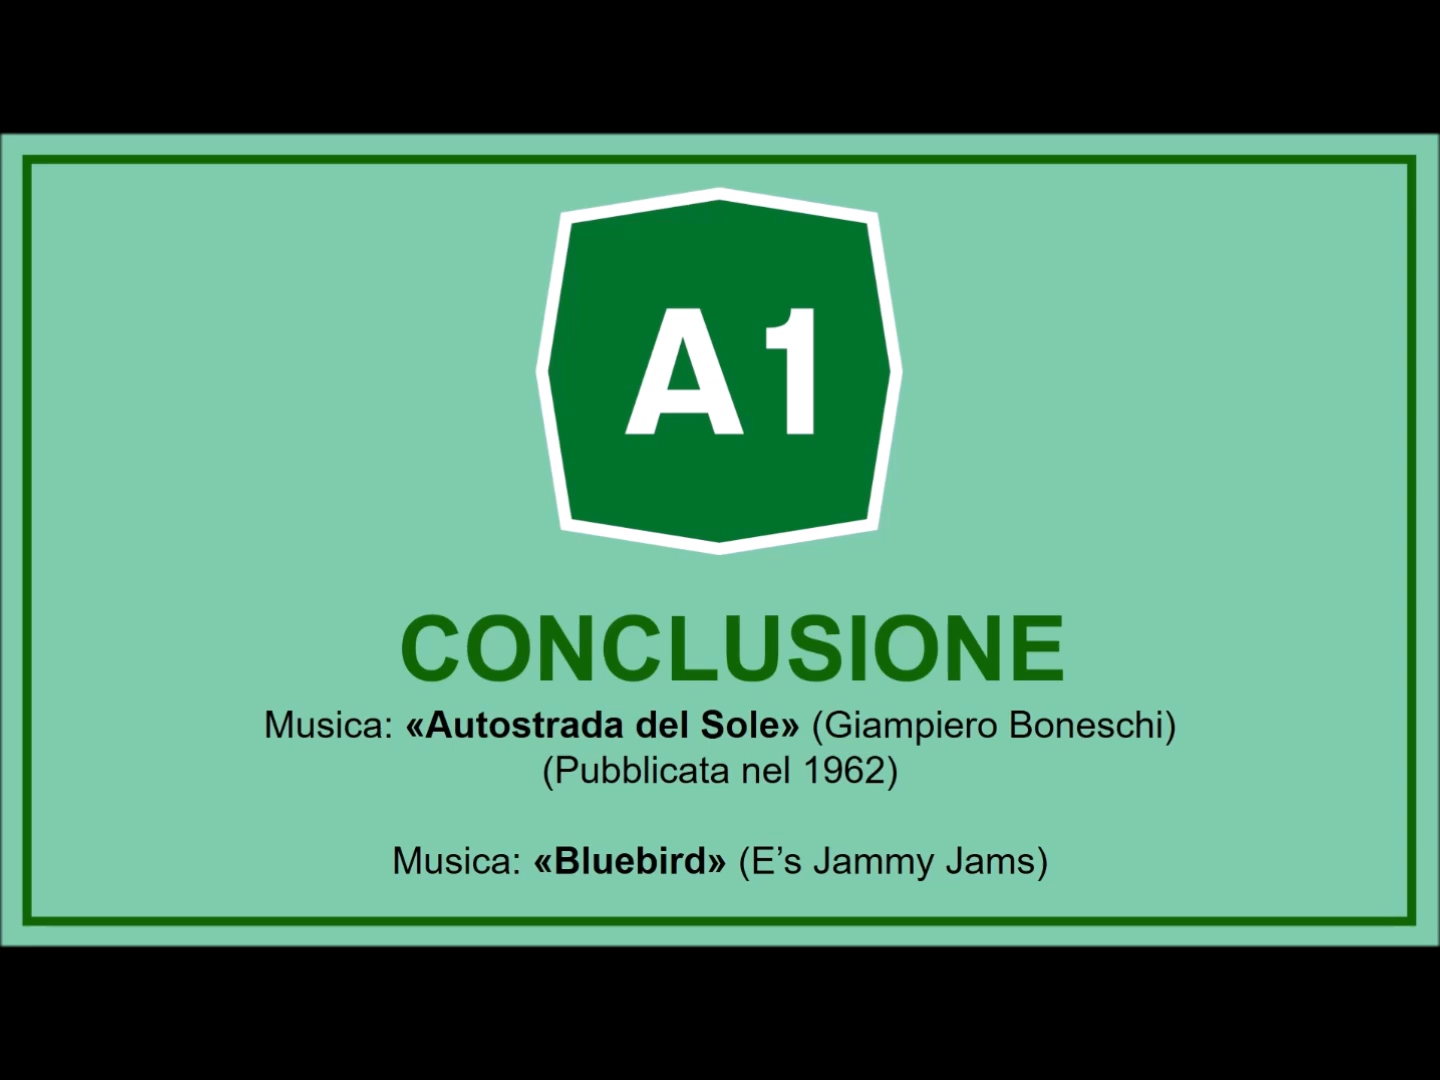 A1
CONCLUSIONE
Musica: «Autostrada del Sole» (Giampiero Boneschi)
(Pubblicata nel 1962)
Musica: «Bluebird» (E’s Jammy Jams)